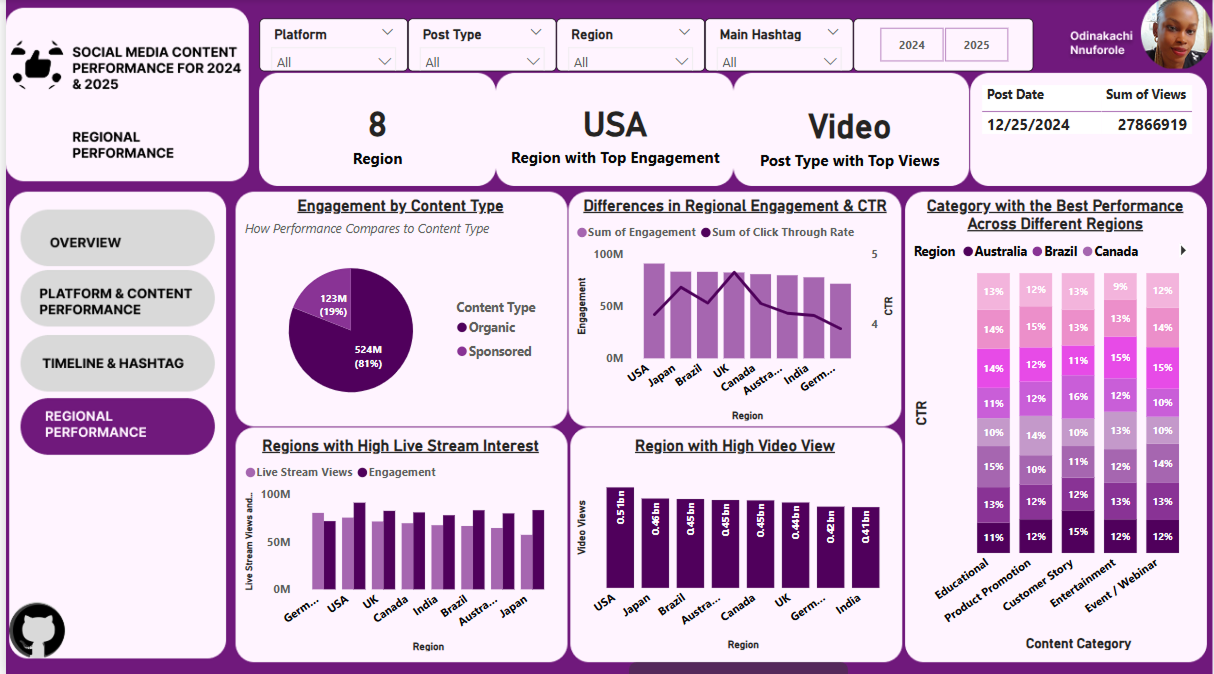 SOCIAL MEDIA CONTENT
PERFORMANCE FOR 2024
& 2025
REGIONAL
PERFORMANCE
Platform
All
Post Type
All
Region
All
Main Hashtag
All
2024
2025
Odinakachi
Nnuforole
8
Region
USA
Region with Top Engagement
Video
Post Type with Top Views
Post Date Sum of Views
12/25/2024 27866919
OVERVIEW
PLATFORM & CONTENT
PERFORMANCE
TIMELINE & HASHTAG
REGIONAL
PERFORMANCE
Engagement by Content Type
How Performance Compares to Content Type
123M
(19%)
524M
(81%)
Content Type
Organic
Sponsored
Differences in Regional Engagement & CTR
Sum of Engagement Sum of Click Through Rate
100M
50M
0M
Engagement
5
4
CTR
USA Japan Brazil UK Canada Austra... India Germ...
Region
Category with the Best Performance
Across Different Regions
Region Australia Brazil Canada
13% 12% 13% 9% 12%
14% 15% 13% 13% 14%
14% 12% 11% 15% 15%
11% 12% 16% 12% 10%
10% 14% 10% 13% 10%
15% 10% 11% 12% 14%
13% 12% 12% 13% 13%
11% 12% 15% 12% 12%
CTR
Educational Product Promotion Customer Story Entertainment Event / Webinar
Content Category
Regions with High Live Stream Interest
Live Stream Views Engagement
100M
50M
0M
Live Stream Views and...
Germ... USA UK Canada India Brazil Austra... Japan
Region
Region with High Video View
Video Views
0.51bn 0.46bn 0.45bn 0.45bn 0.45bn 0.44bn 0.42bn 0.41bn
USA Japan Brazil Austra... Canada UK Germ... India
Region